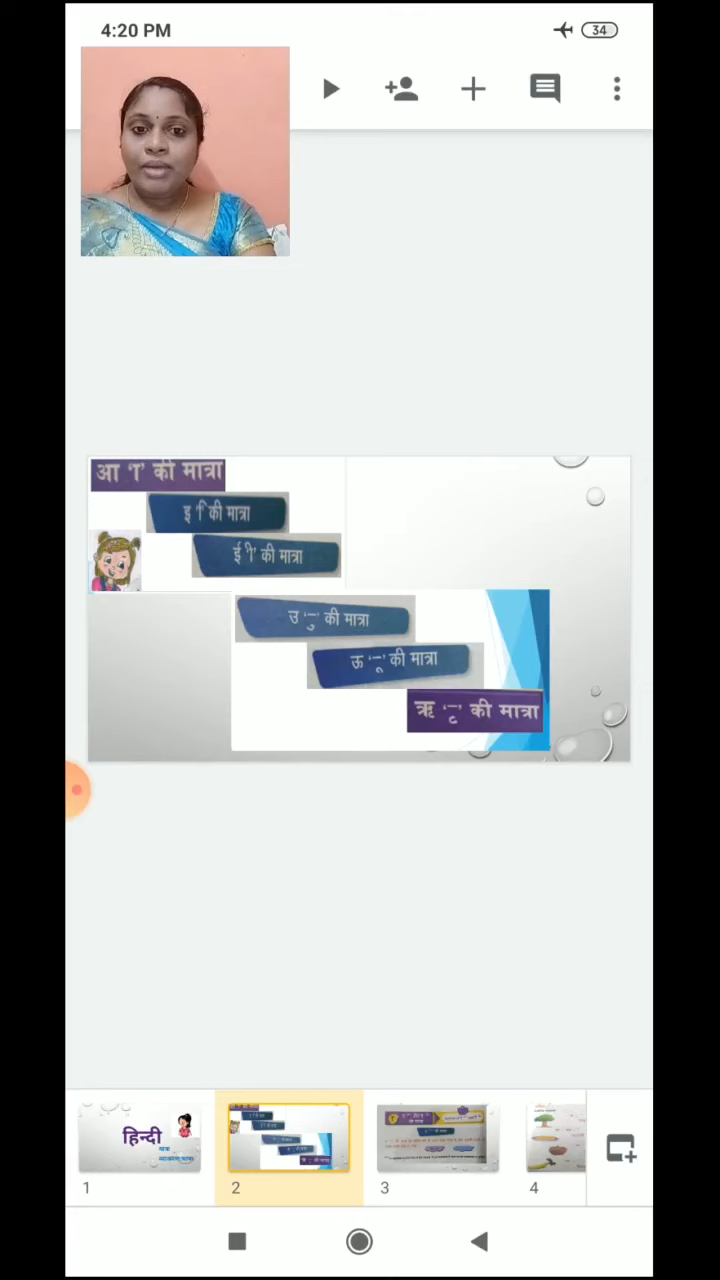 4:20 PM
34
आ 'ा' की मात्रा
इ 'ि' की मात्रा
ई 'ी' की मात्रा
उ 'ु' की मात्रा
ऊ 'ू' की मात्रा
ऋ 'ृ' की मात्रा
हिन्दी
1
2
3
4